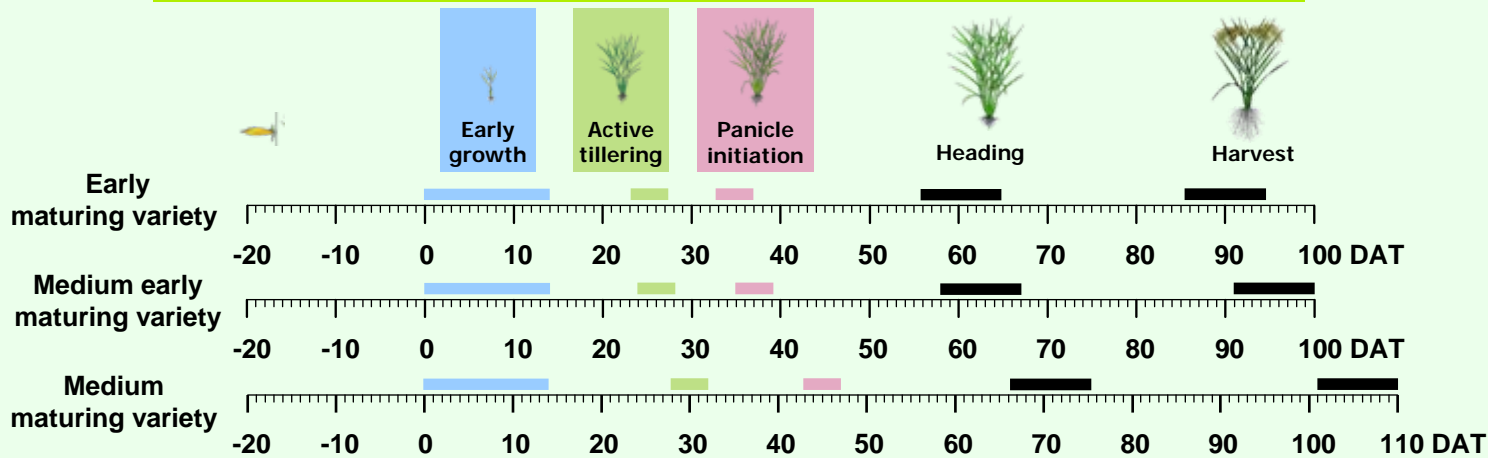 Early
growth
Active
tillering
Panicle
initiation
Heading
Harvest
Early
maturing variety
-20 -10 0 10 20 30 40 50 60 70 80 90 100 DAT
Medium early
maturing variety
-20 -10 0 10 20 30 40 50 60 70 80 90 100 DAT
Medium
maturing variety
-20 -10 0 10 20 30 40 50 60 70 80 90 100 110 DAT